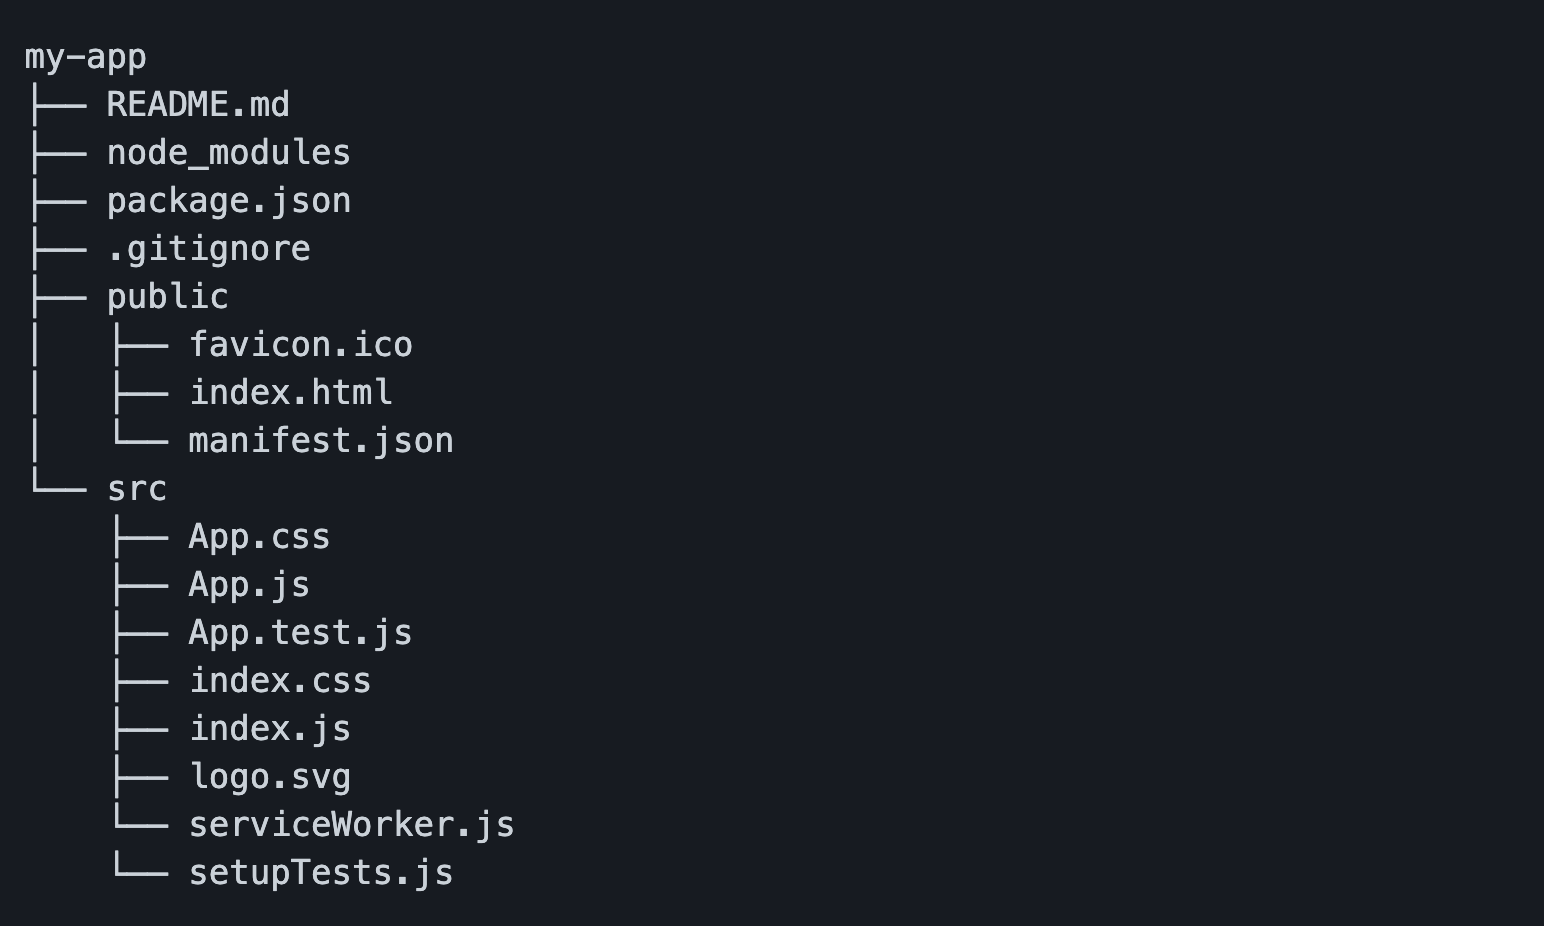 my-app
├── README.md
├── node_modules
├── package.json
├── .gitignore
├── public
│   ├── favicon.ico
│   ├── index.html
│   └── manifest.json
└── src
    ├── App.css
    ├── App.js
    ├── App.test.js
    ├── index.css
    ├── index.js
    ├── logo.svg
    └── serviceWorker.js
    └── setupTests.js